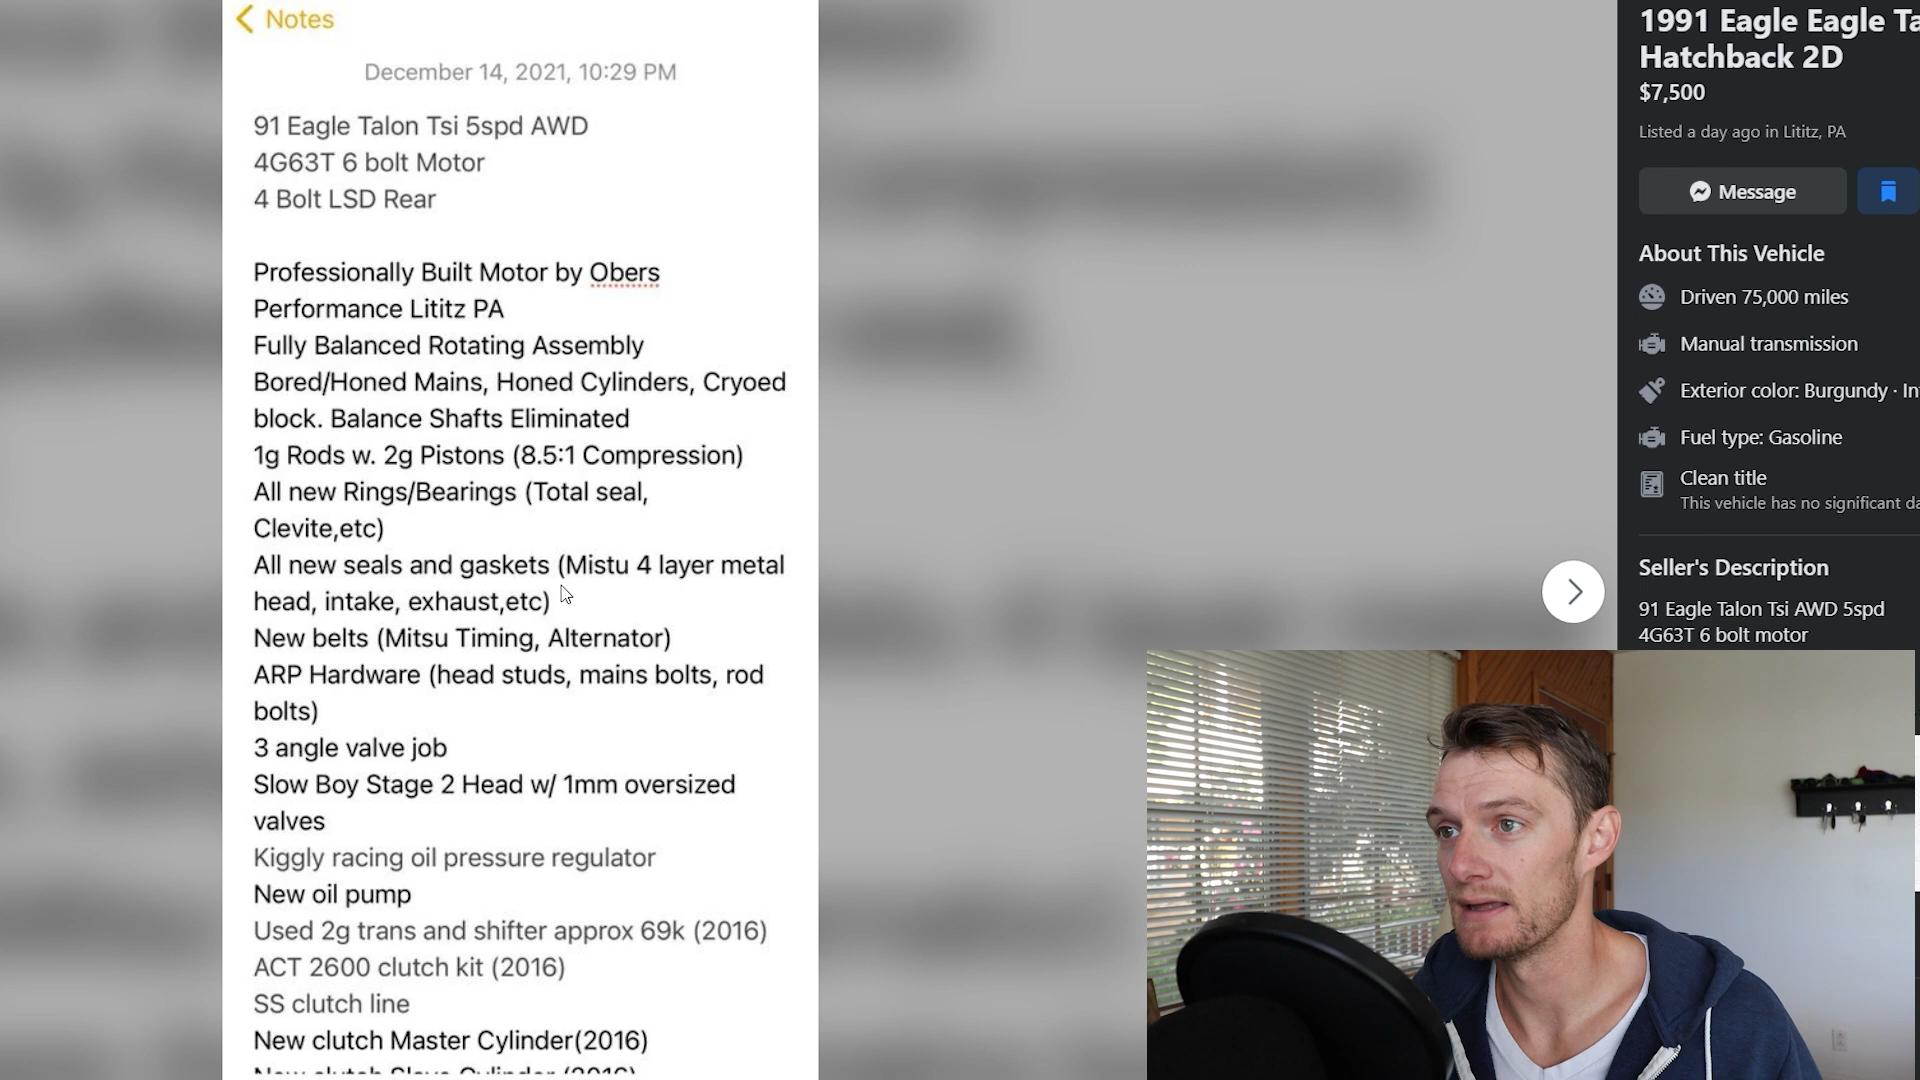 Notes
December 14, 2021, 10:29 PM
91 Eagle Talon Tsi 5spd AWD
4G63T 6 bolt Motor
4 Bolt LSD Rear
Professionally Built Motor by Obers
Performance Lititz PA
Fully Balanced Rotating Assembly
Bored/Honed Mains, Honed Cylinders, Cryoed
block. Balance Shafts Eliminated
1g Rods w. 2g Pistons (8.5:1 Compression)
All new Rings/Bearings (Total seal,
Clevite,etc)
All new seals and gaskets (Mistu 4 layer metal
head, intake, exhaust,etc)
New belts (Mitsu Timing, Alternator)
ARP Hardware (head studs, mains bolts, rod
bolts)
3 angle valve job
Slow Boy Stage 2 Head w/ 1mm oversized
valves
Kiggly racing oil pressure regulator
New oil pump
Used 2g trans and shifter approx 69k (2016)
ACT 2600 clutch kit (2016)
SS clutch line
New clutch Master Cylinder(2016)
New clutch Slave Cylinder (2016)
1991 Eagle Eagle Ta
Hatchback 2D
$7,500
Listed a day ago in Lititz, PA
Message
About This Vehicle
Driven 75,000 miles
Manual transmission
Exterior color: Burgundy · In
Fuel type: Gasoline
Clean title
This vehicle has no significant da
Seller's Description
91 Eagle Talon Tsi AWD 5spd
4G63T 6 bolt motor